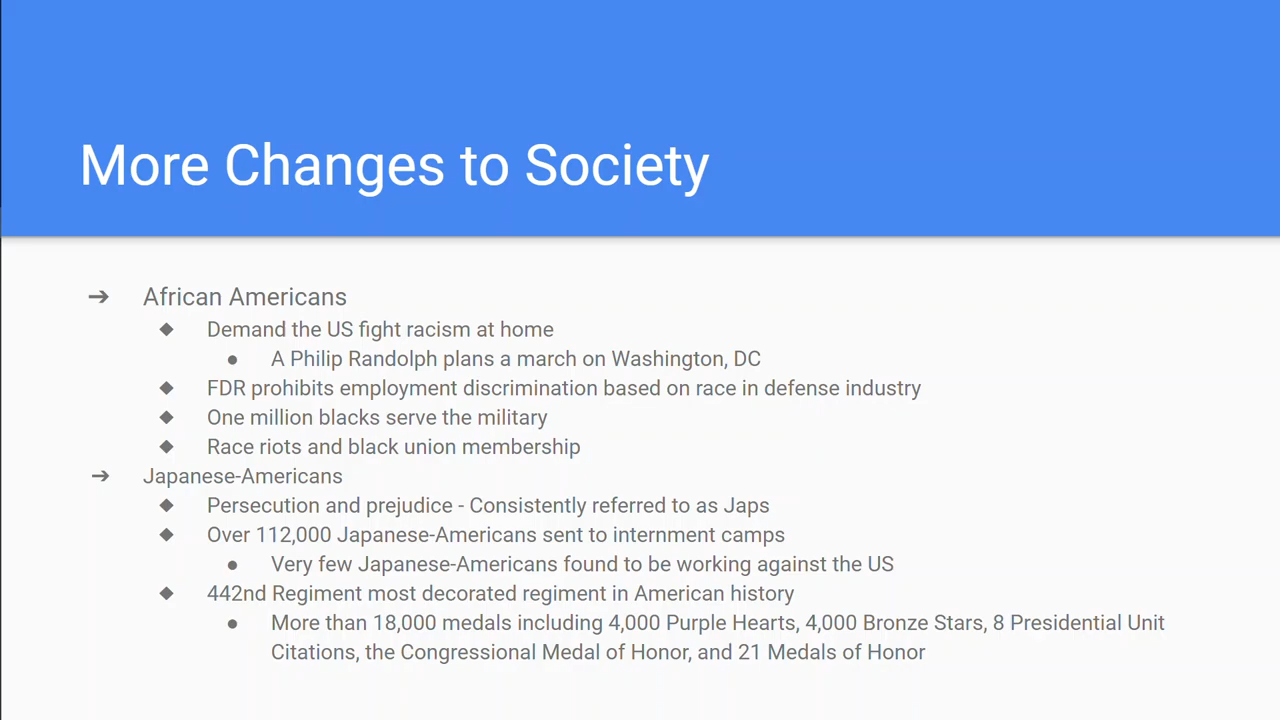 More Changes to Society
➔ African Americans
◆ Demand the US fight racism at home
● A Philip Randolph plans a march on Washington, DC
◆ FDR prohibits employment discrimination based on race in defense industry
◆ One million blacks serve the military
◆ Race riots and black union membership
➔ Japanese-Americans
◆ Persecution and prejudice - Consistently referred to as Japs
◆ Over 112,000 Japanese-Americans sent to internment camps
● Very few Japanese-Americans found to be working against the US
◆ 442nd Regiment most decorated regiment in American history
● More than 18,000 medals including 4,000 Purple Hearts, 4,000 Bronze Stars, 8 Presidential Unit
Citations, the Congressional Medal of Honor, and 21 Medals of Honor